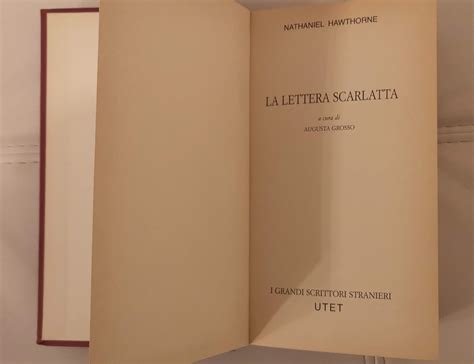 NATHANIEL HAWTHORNE
LA LETTERA SCARLATTA
a cura di
AUGUSTA GROSSO
I GRANDI SCRITTORI STRANIERI
UTET